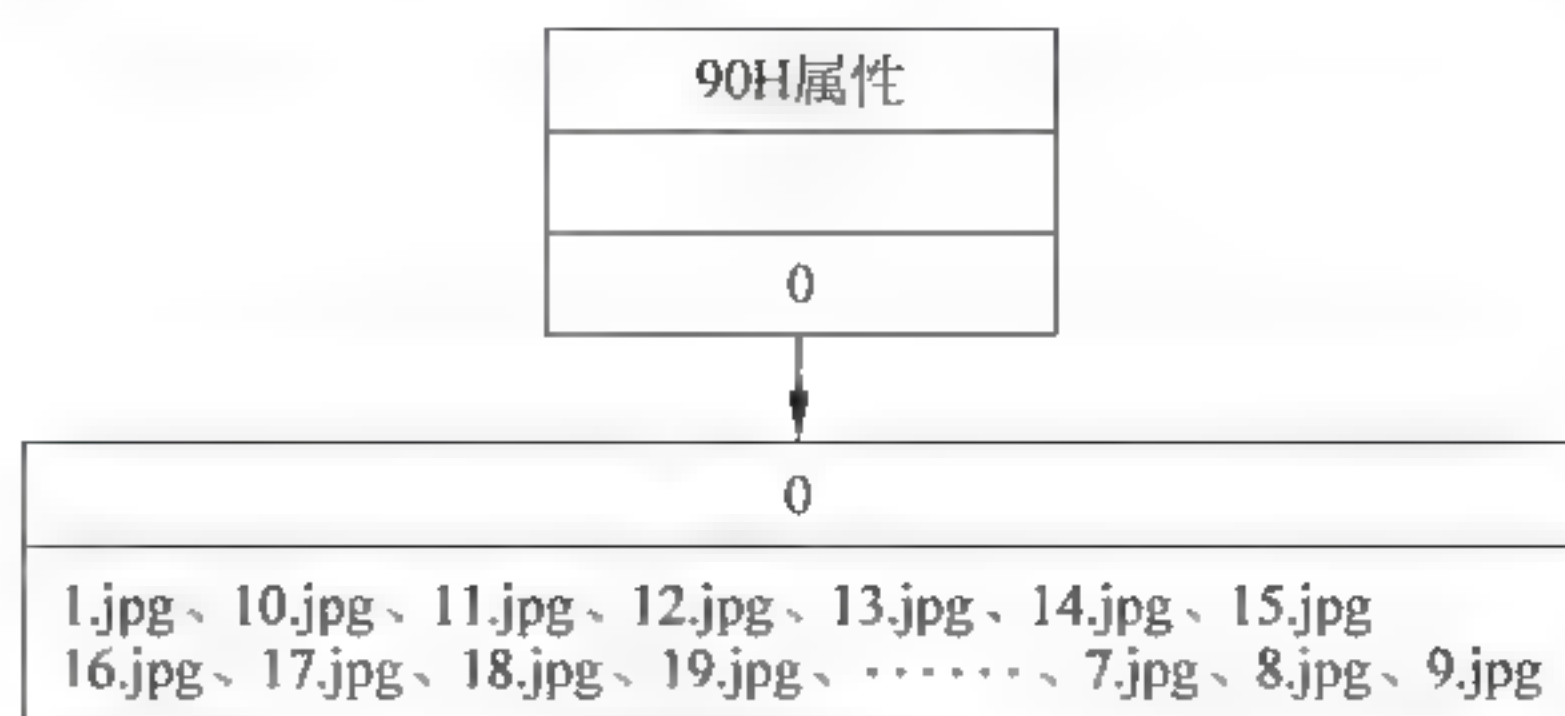 90H属性
0
0
1.jpg、10.jpg、11.jpg、12.jpg、13.jpg、14.jpg、15.jpg
16.jpg、17.jpg、18.jpg、19.jpg、······、7.jpg、8.jpg、9.jpg